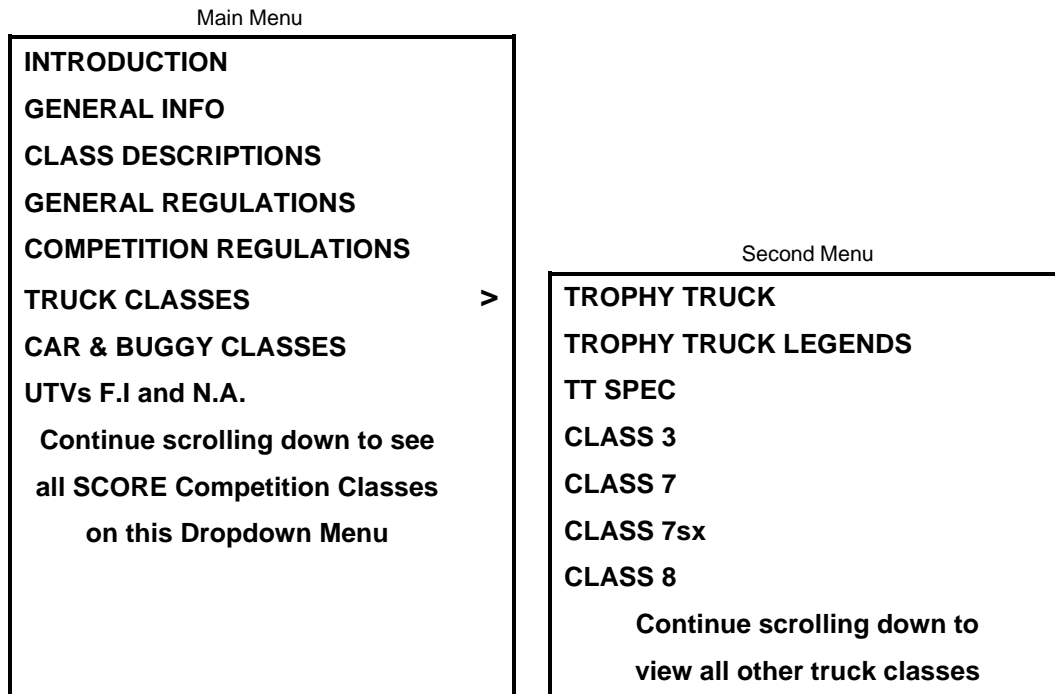 Main Menu
INTRODUCTION
GENERAL INFO
CLASS DESCRIPTIONS
GENERAL REGULATIONS
COMPETITION REGULATIONS
TRUCK CLASSES >
CAR & BUGGY CLASSES
UTVs F.I and N.A.
Continue scrolling down to see
all SCORE Competition Classes
on this Dropdown Menu
Second Menu
TROPHY TRUCK
TROPHY TRUCK LEGENDS
TT SPEC
CLASS 3
CLASS 7
CLASS 7sx
CLASS 8
Continue scrolling down to
view all other truck classes